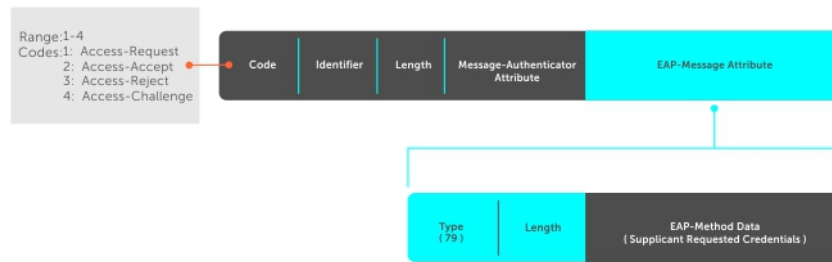 Range:1-4
Codes:1: Access-Request
2: Access-Accept
3: Access-Reject
4: Access-Challenge
Code
Identifier
Length
Message-Authenticator
Attribute
EAP-Message Attribute
Type
( 79 )
Length
EAP-Method Data
( Supplicant Requested Credentials )